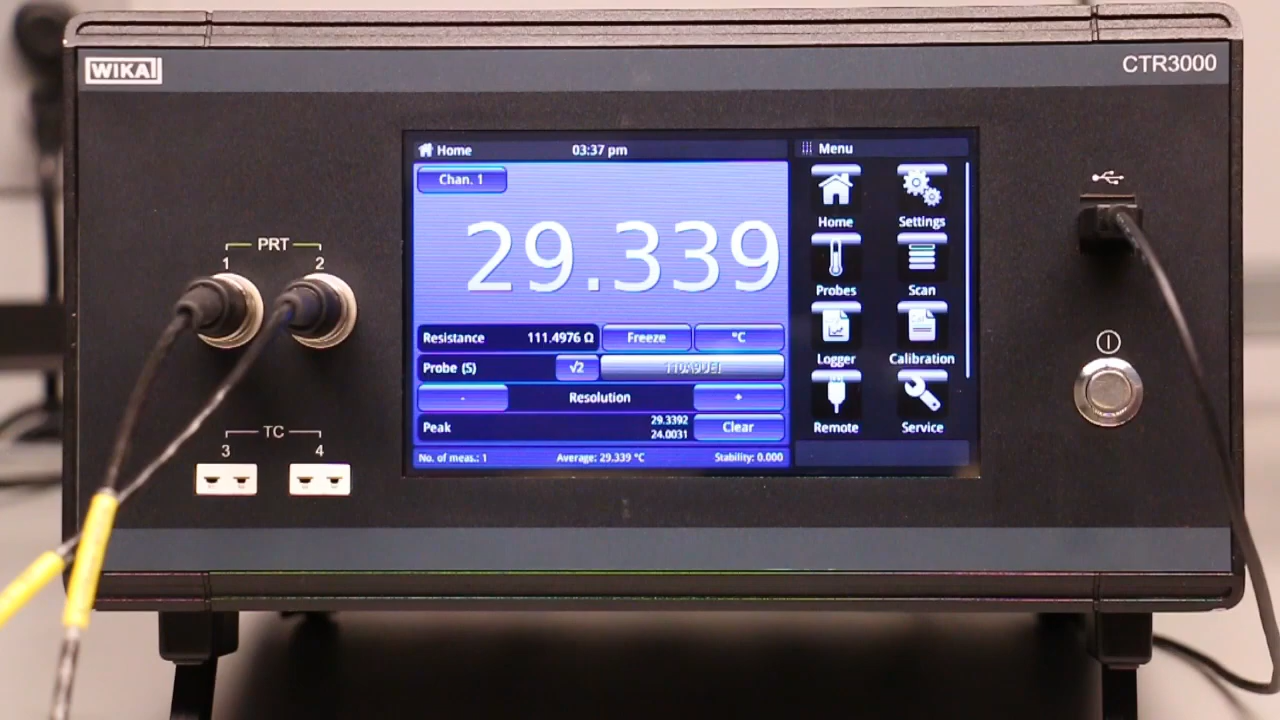 WIKA
CTR3000
Home 03:37 pm
Menu
Chan. 1
29.339
Home Settings
Probes Scan
Logger Calibration
Remote Service
Resistance 111.4976 Ω Freeze °C
Probe (S) √2
- Resolution +
Peak 29.3392 Clear
24.0031
No. of meas.: 1 Average: 29.339 °C Stability: 0.000
PRT
1 2
TC
3 4